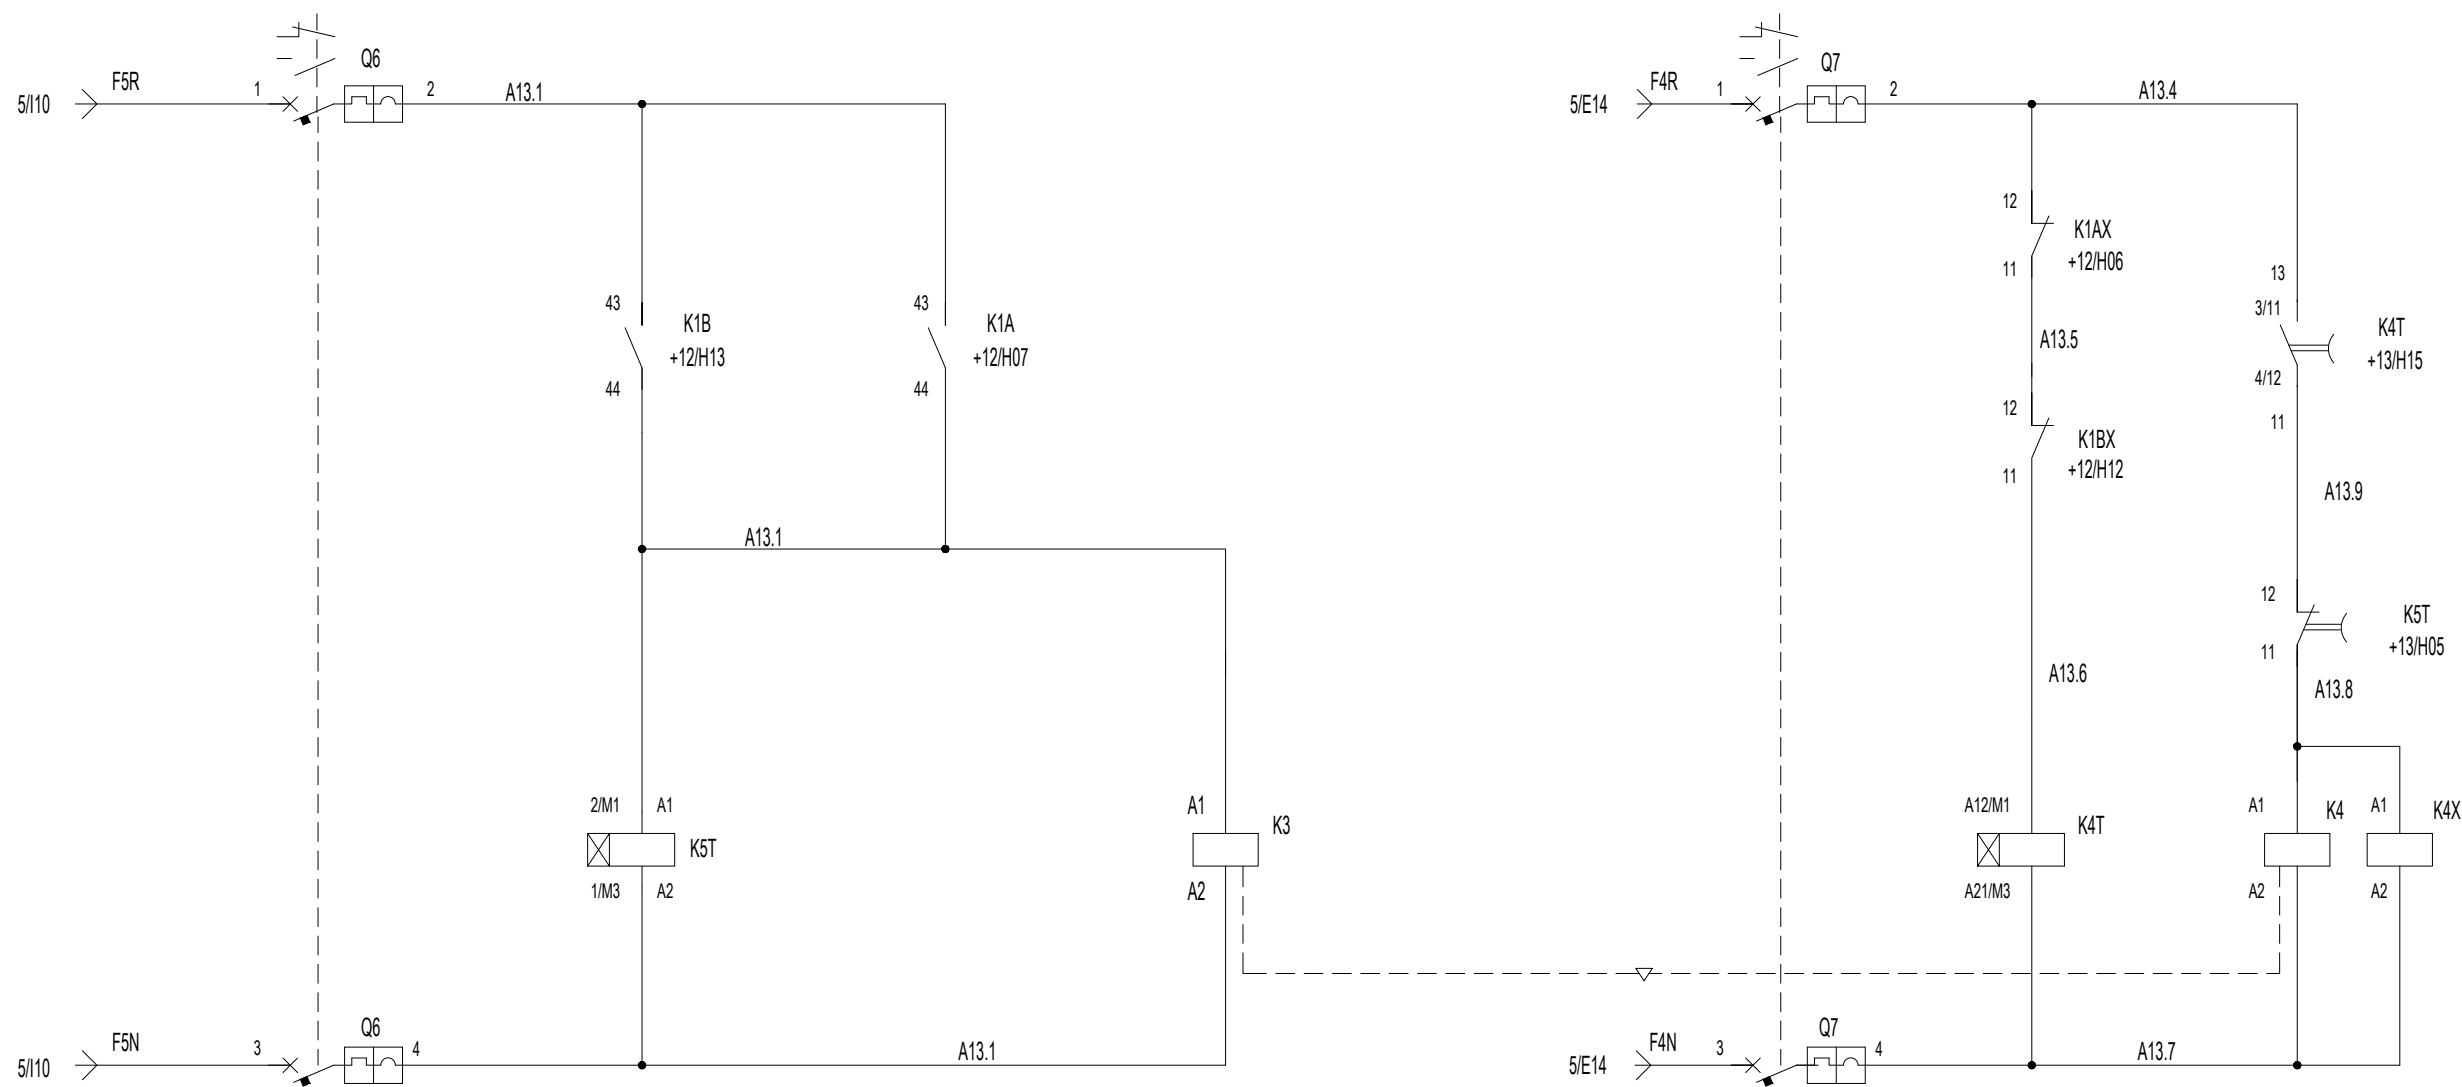 Q6
F5R
5/I10
1
2
A13.1
Q7
F4R
5/E14
1
2
A13.4
12
K1AX
+12/H06
11
13
3/11
K4T
+13/H15
4/12
11
43
K1B
+12/H13
44
43
K1A
+12/H07
44
A13.5
12
K1BX
+12/H12
11
A13.9
A13.1
12
K5T
+13/H05
11
A13.8
A13.6
2/M1
A1
K5T
1/M3
A2
A1
K3
A2
A12/M1
K4T
A21/M3
A1
K4
A2
A1
K4X
A2
Q6
F5N
5/I10
3
4
A13.1
Q7
F4N
5/E14
3
4
A13.7